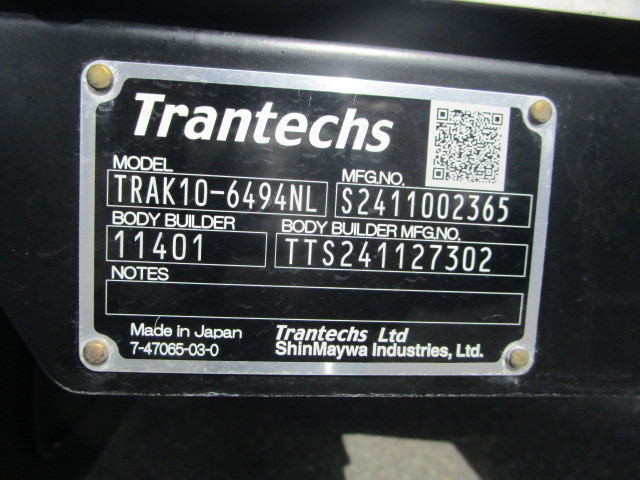 Trantechs
MODEL MFG.NO.
TRAK10-6494NL S2411002365
BODY BUILDER BODY BUILDER MFG.NO.
11401 TTS241127302
NOTES
Made in Japan Trantechs Ltd
7-47065-03-0 ShinMaywa Industries, Ltd.